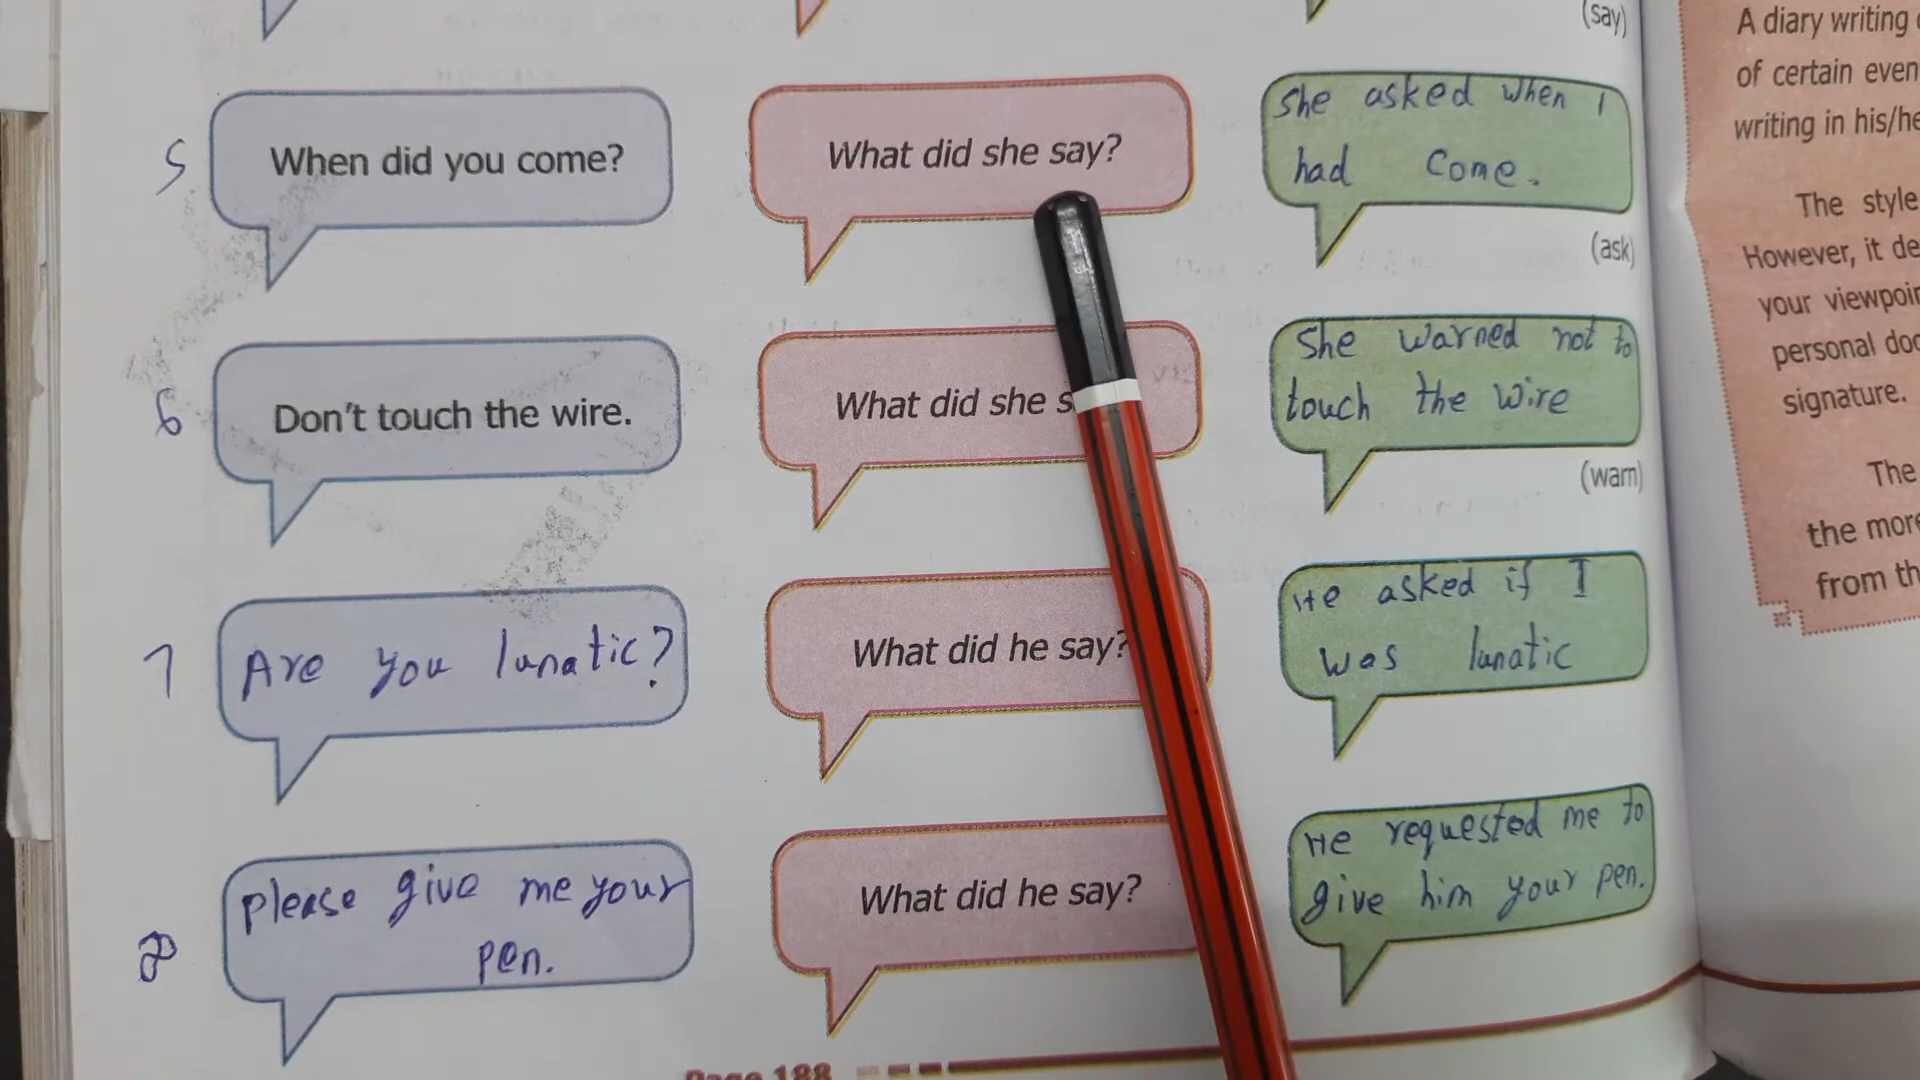 (say)
5
When did you come?
What did she say?
She asked when I
had come.
(ask)
6
Don't touch the wire.
What did she s
She warned not to
touch the wire
(warn)
7
Are you lunatic?
What did he say?
He asked if I
was lunatic
8
please give me your
pen.
What did he say?
He requested me to
give him your pen.
Page 188
A diary writing
of certain even
writing in his/he
The style
However, it de
your viewpoin
personal doc
signature.
The
the more
from th